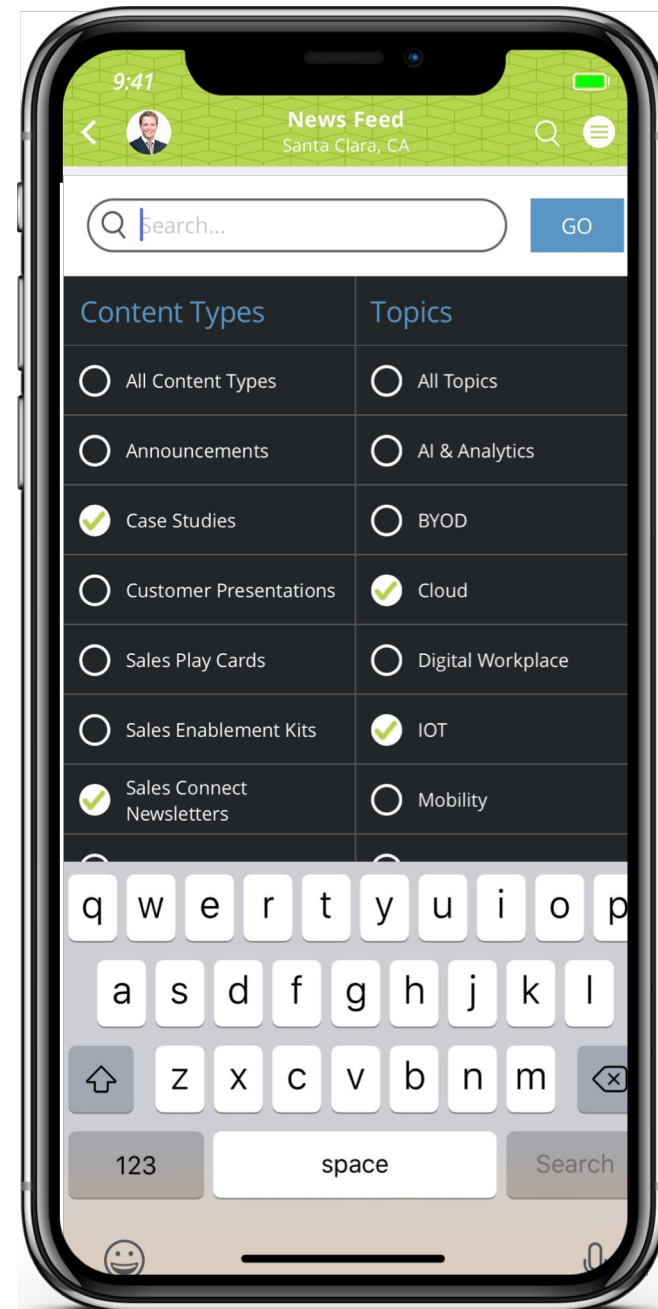 9:41
News Feed
Santa Clara, CA
Search...
GO
Content Types
Topics
All Content Types
All Topics
Announcements
AI & Analytics
Case Studies
BYOD
Customer Presentations
Cloud
Sales Play Cards
Digital Workplace
Sales Enablement Kits
IOT
Sales Connect
Newsletters
Mobility
q w e r t y u i o p
a s d f g h j k l
z x c v b n m
123 space Search